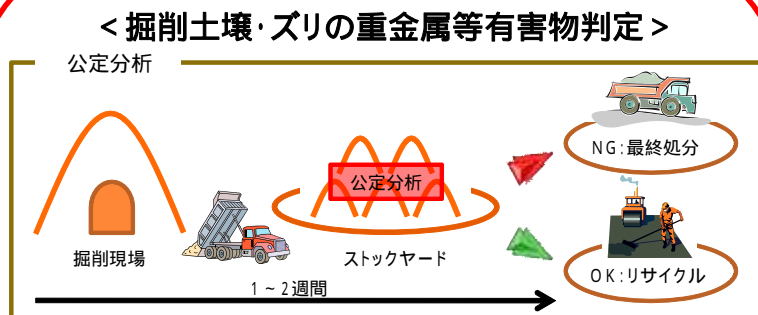 <掘削土壌･ズリの重金属等有害物判定>
公定分析
NG:最終処分
公定分析
掘削現場
ストックヤード
OK:リサイクル
1~2週間